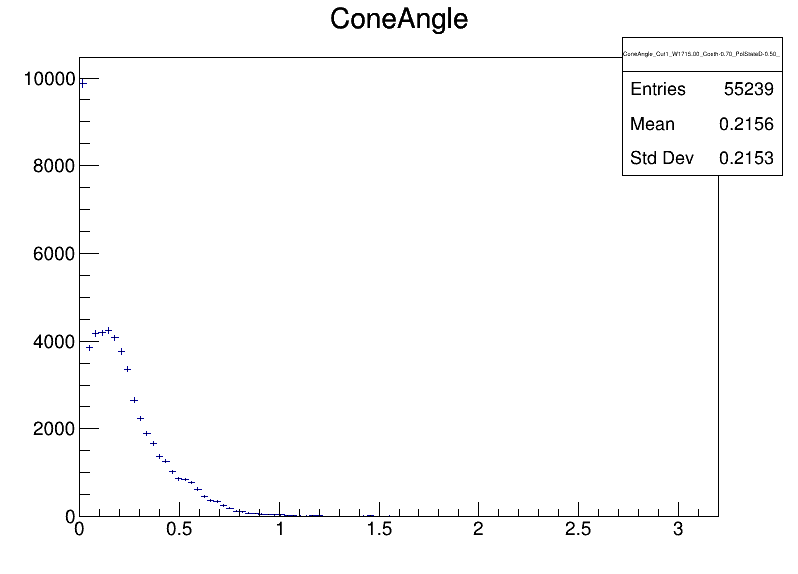 ConeAngle
ConeAngle_Cut1_W1715.00_Costh-0.70_PolStateD-0.50_
Entries 55239
Mean 0.2156
Std Dev 0.2153
10000
8000
6000
4000
2000
0
0 0.5 1 1.5 2 2.5 3